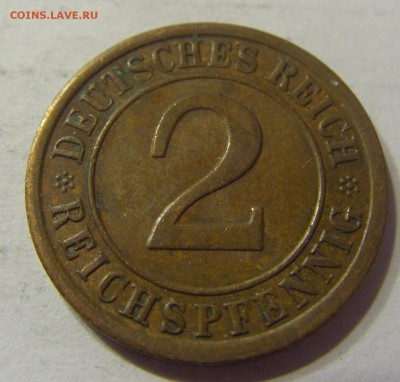 COINS.LAVE.RU
DEUTSCHES REICH
2
REICHSPFENNIG